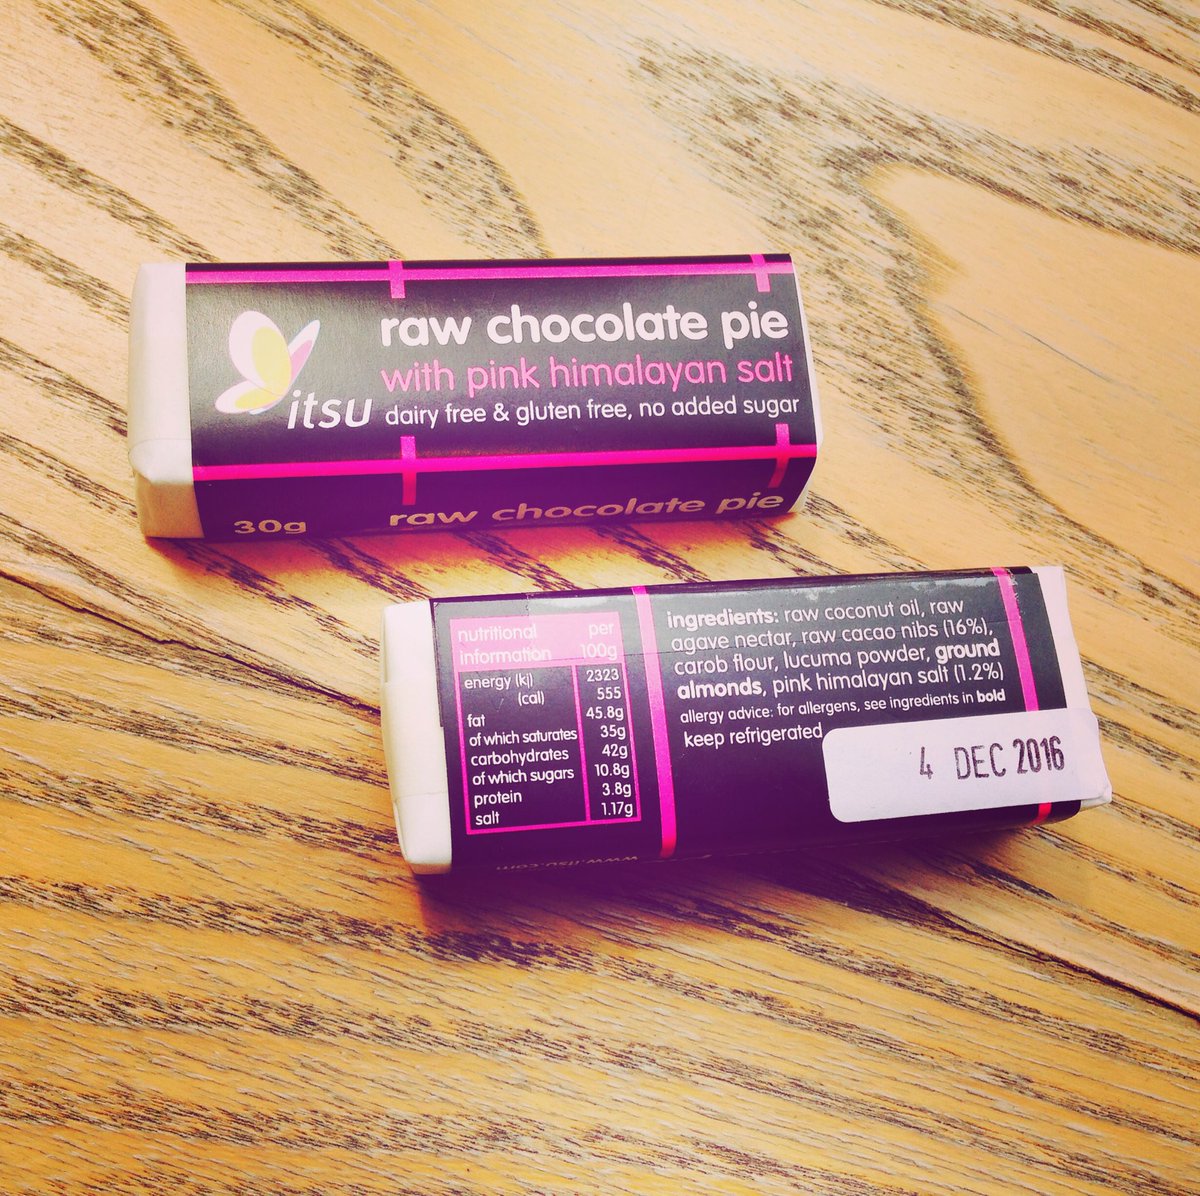 raw chocolate pie
with pink himalayan salt
itsu
dairy free & gluten free, no added sugar
30g
raw chocolate pie
nutritional information per 100g
energy (kj) 2323
(cal) 555
fat 45.8g
of which saturates 35g
carbohydrates 42g
of which sugars 10.8g
protein 3.8g
salt 1.17g
ingredients: raw coconut oil, raw
agave nectar, raw cacao nibs (16%),
carob flour, lucuma powder, ground
almonds, pink himalayan salt (1.2%)
allergy advice: for allergens, see ingredients in bold
keep refrigerated
4 DEC 2016
www.itsu.com